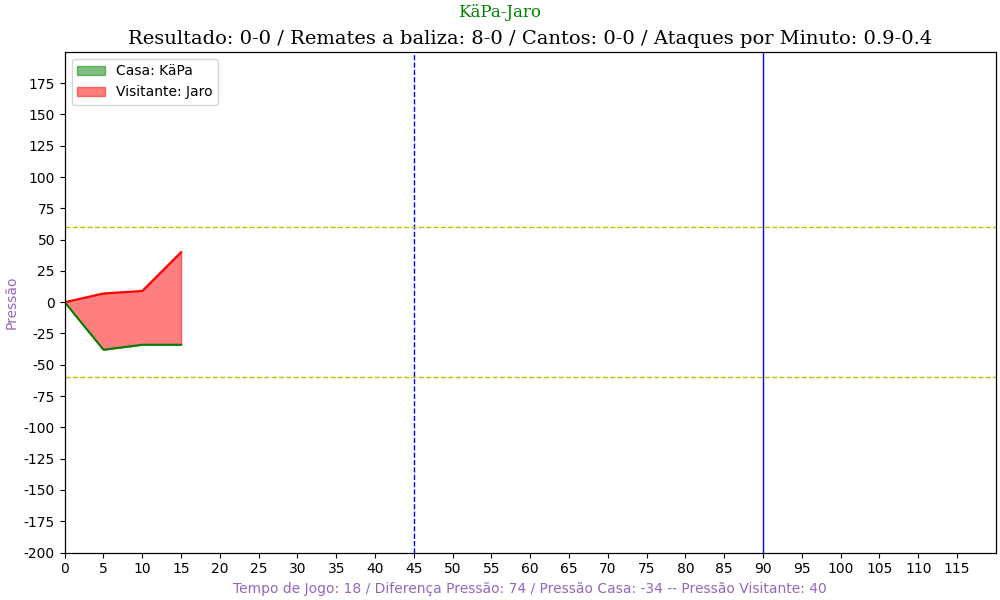 KäPa-Jaro
Resultado: 0-0 / Remates a baliza: 8-0 / Cantos: 0-0 / Ataques por Minuto: 0.9-0.4
Casa: KäPa
Visitante: Jaro
175
150
125
100
75
50
25
0
-25
-50
-75
-100
-125
-150
-175
-200
Pressão
0 5 10 15 20 25 30 35 40 45 50 55 60 65 70 75 80 85 90 95 100 105 110 115
Tempo de Jogo: 18 / Diferença Pressão: 74 / Pressão Casa: -34 -- Pressão Visitante: 40